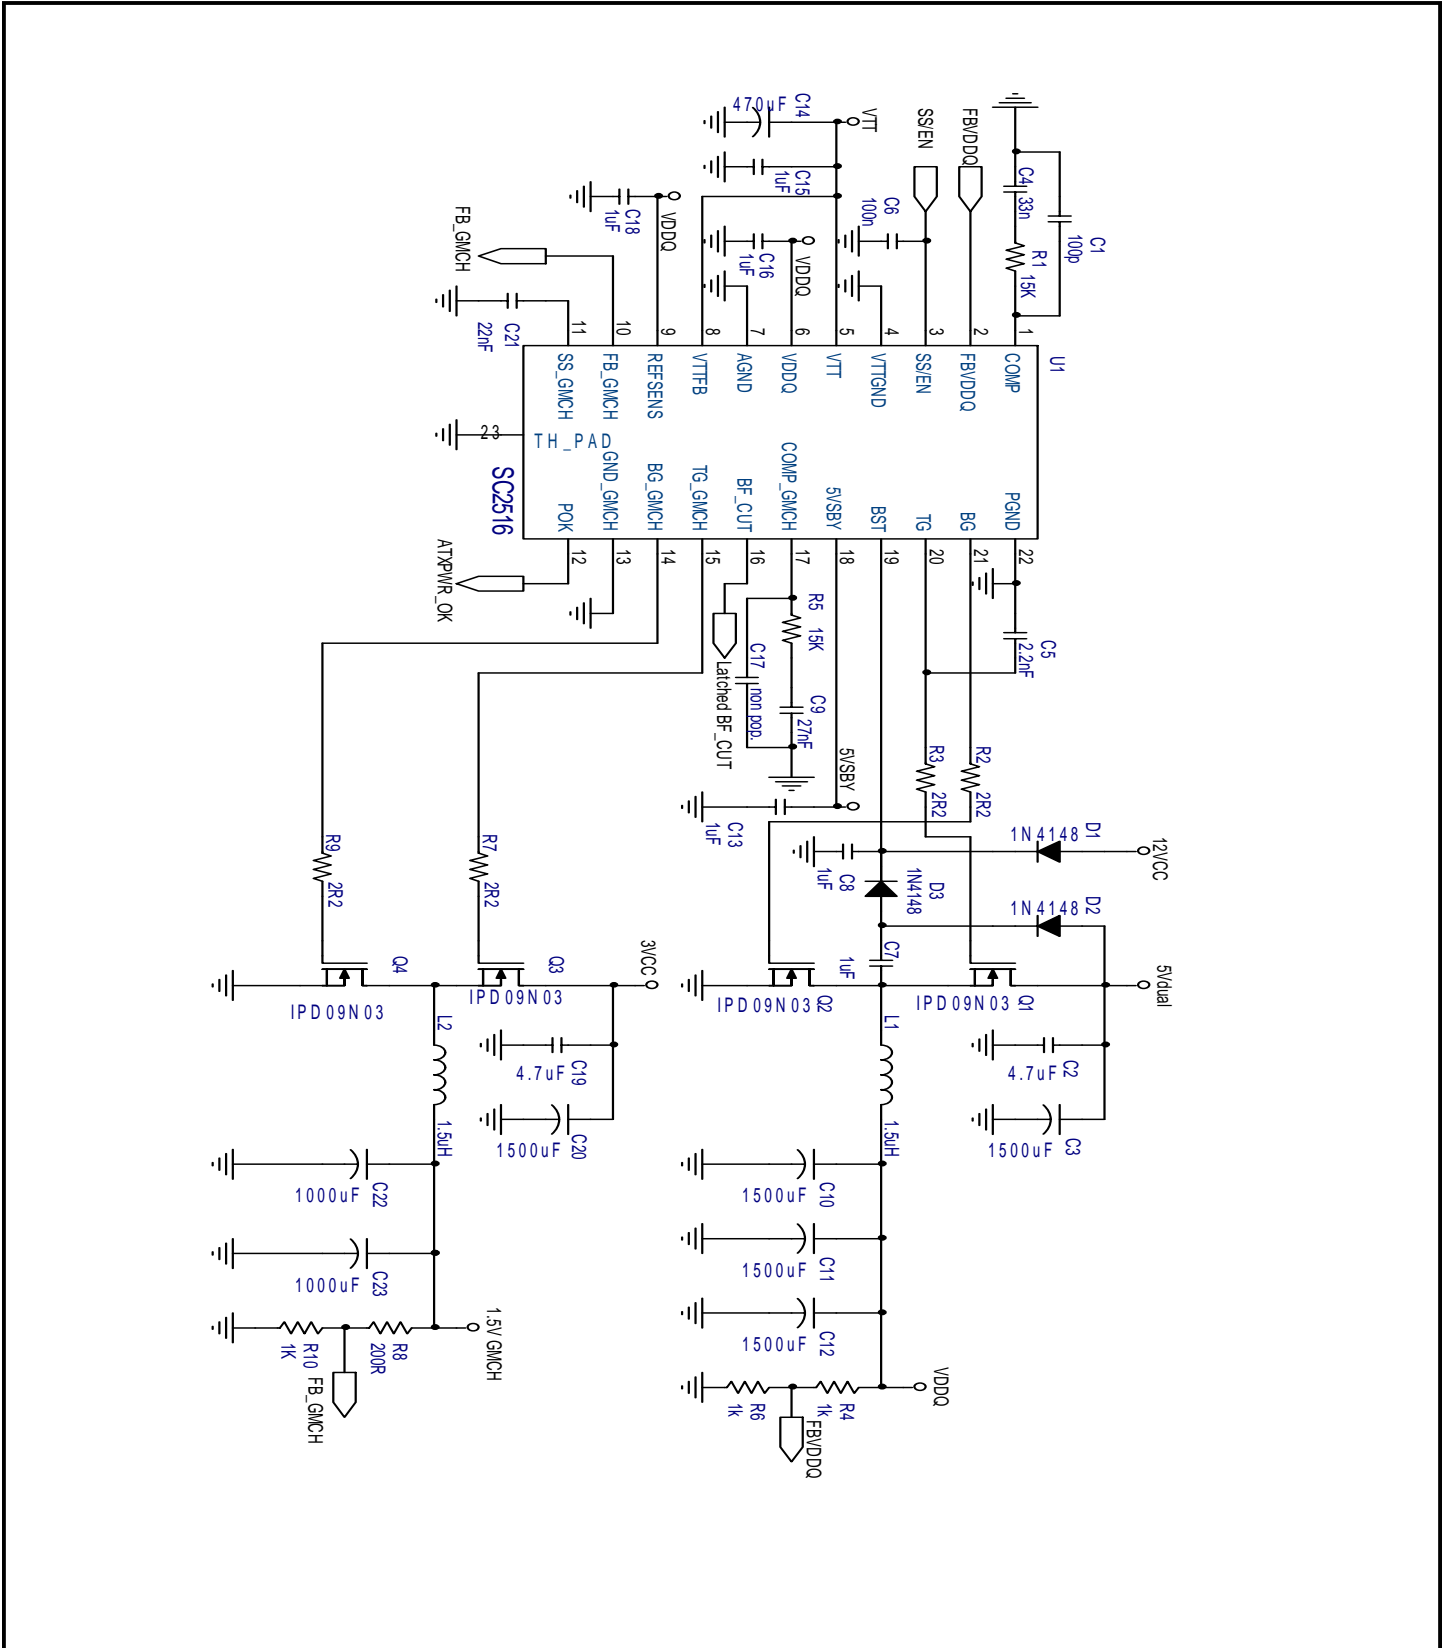 C14
470uF
VTT
SS/EN
FBVDDQ
C4
33n
C1
100p
R1
15K
C15
1uF
C6
100n
C18
1uF
VDDQ
C16
1uF
VDDQ
FB_GMCH
C21
22nF
11
10
9
8
7
6
5
4
3
2
1
U1
SS_GMCH
FB_GMCH
REFSENS
VTTFB
AGND
VDDQ
VTT
VTTGND
SS/EN
FBVDDQ
COMP
23
TH_PAD
SC2516
POK
GND_GMCH
BG_GMCH
TG_GMCH
BF_CUT
COMP_GMCH
5VSBY
BST
TG
BG
PGND
12
13
14
15
16
17
18
19
20
21
22
ATXPWR_OK
Latched BF_CUT
R5
15K
C17
non pop.
C9
27nF
C5
2.2nF
5VSBY
C13
1uF
R3
2R2
R2
2R2
D1
1N4148
12VCC
C8
1uF
D3
1N4148
D2
1N4148
R9
2R2
R7
2R2
C7
1uF
5Vdual
3VCC
Q4
IPD09N03
Q3
IPD09N03
Q2
IPD09N03
Q1
IPD09N03
L2
1.5uH
L1
1.5uH
C19
4.7uF
C20
1500uF
C2
4.7uF
C3
1500uF
C22
1000uF
C23
1000uF
C10
1500uF
C11
1500uF
C12
1500uF
R10
1K
R8
200R
1.5V GMCH
FB_GMCH
R6
1k
R4
1k
VDDQ
FBVDDQ